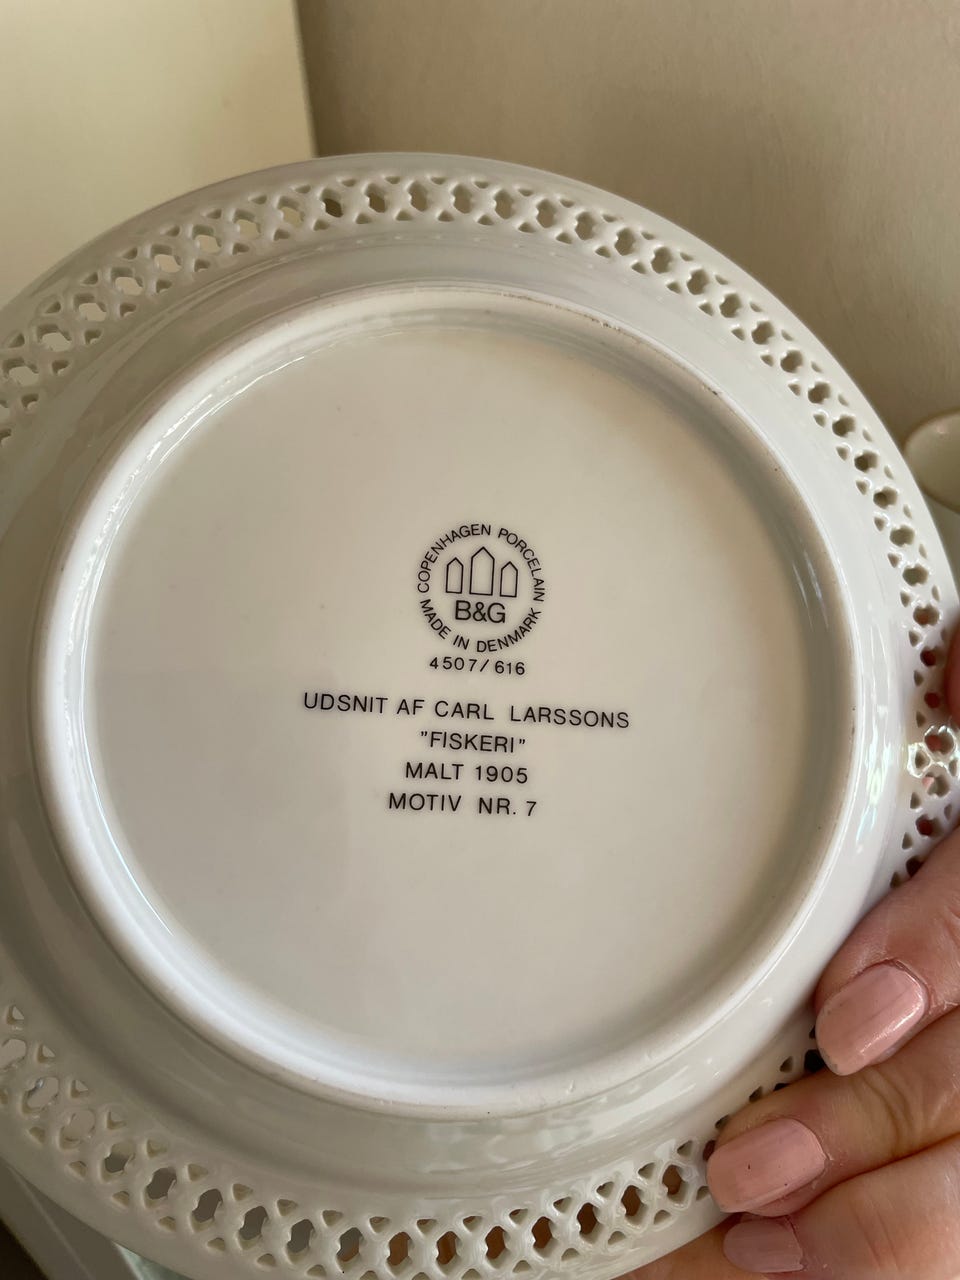 COPENHAGEN PORCELAIN
B&G
MADE IN DENMARK
4507/616
UDSNIT AF CARL LARSSONS
"FISKERI"
MALT 1905
MOTIV NR. 7